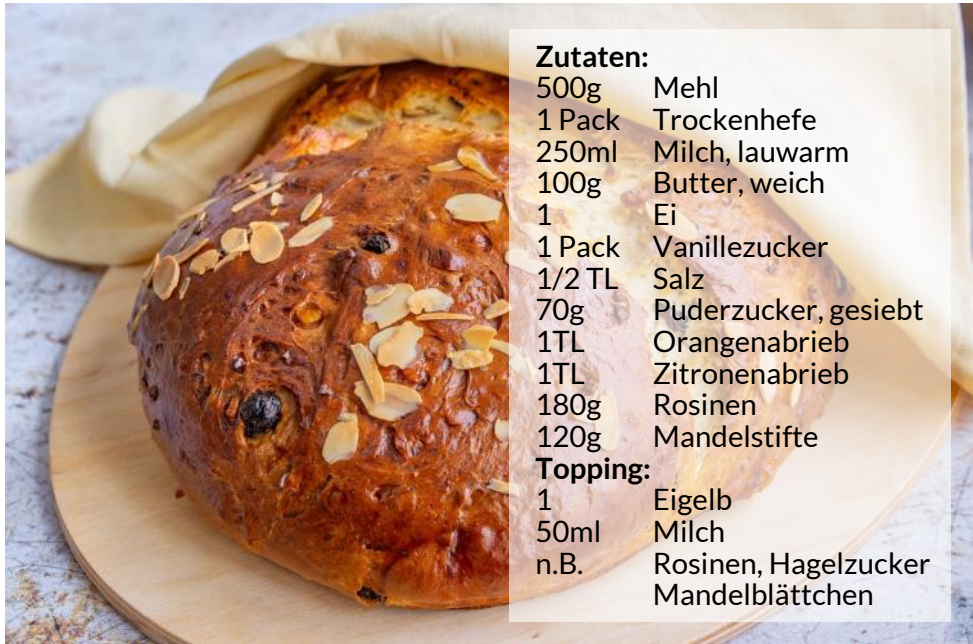 Zutaten:
500g Mehl
1 Pack Trockenhefe
250ml Milch, lauwarm
100g Butter, weich
1 Ei
1 Pack Vanillezucker
1/2 TL Salz
70g Puderzucker, gesiebt
1TL Orangenabrieb
1TL Zitronenabrieb
180g Rosinen
120g Mandelstifte
Topping:
1 Eigelb
50ml Milch
n.B. Rosinen, Hagelzucker
Mandelblättchen